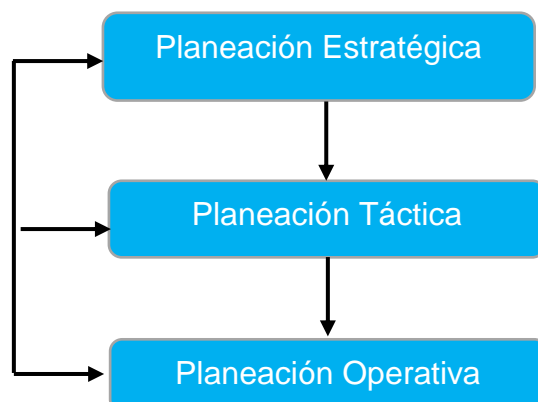 Planeación Estratégica
Planeación Táctica
Planeación Operativa